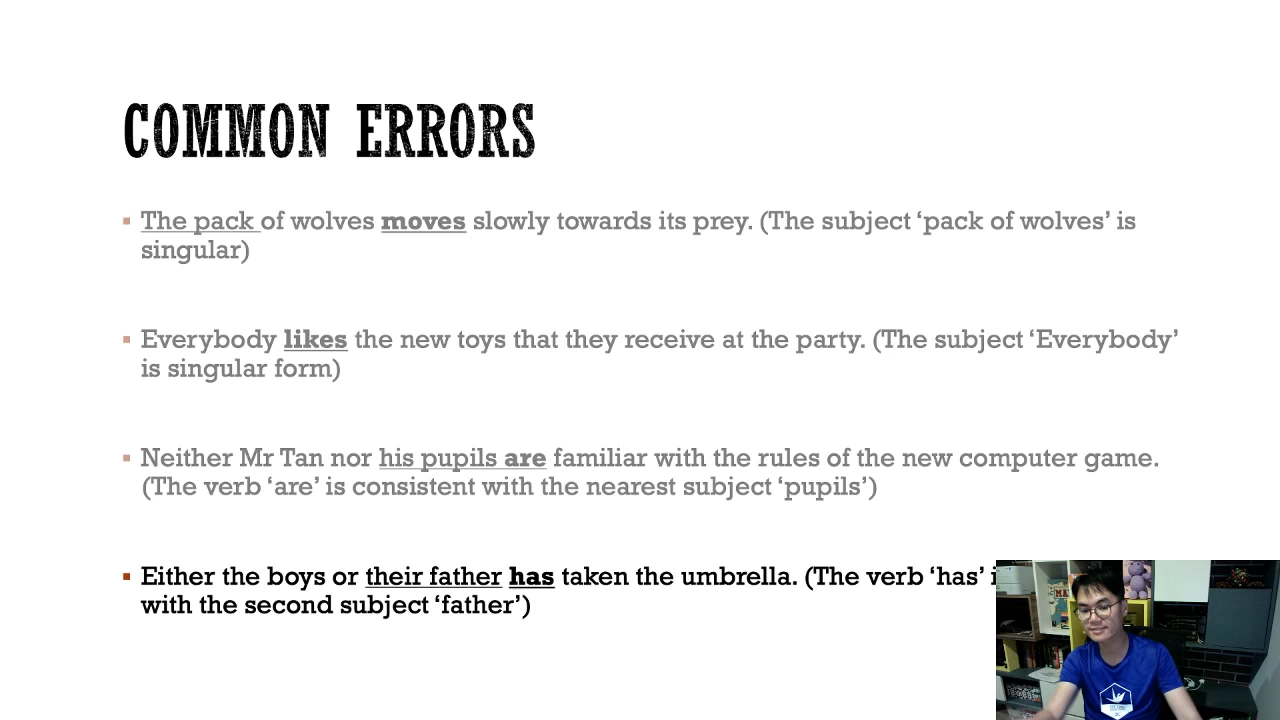 COMMON ERRORS
▪ The pack of wolves moves slowly towards its prey. (The subject ‘pack of wolves’ is
singular)
▪ Everybody likes the new toys that they receive at the party. (The subject ‘Everybody’
is singular form)
▪ Neither Mr Tan nor his pupils are familiar with the rules of the new computer game.
(The verb ‘are’ is consistent with the nearest subject ‘pupils’)
▪ Either the boys or their father has taken the umbrella. (The verb ‘has’
with the second subject ‘father’)